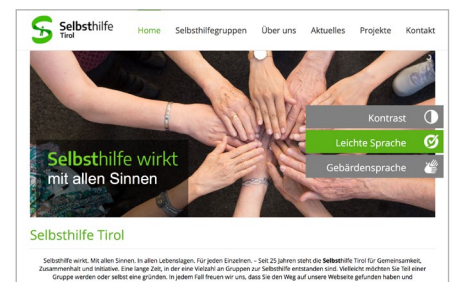 Selbsthilfe
Tirol
Home Selbsthilfegruppen Über uns Aktuelles Projekte Kontakt
Kontrast
Leichte Sprache
Gebärdensprache
Selbsthilfe wirkt
mit allen Sinnen
Selbsthilfe Tirol
Selbsthilfe wirkt. Mit allen Sinnen. In allen Lebenslagen. Für jeden Einzelnen. – Seit 25 Jahren steht die Selbsthilfe Tirol für Gemeinsamkeit,
Zusammenhalt und Initiative. Eine lange Zeit, in der eine Vielzahl an Gruppen zur Selbsthilfe entstanden sind. Vielleicht möchten Sie Teil einer
Gruppe werden oder selbst eine gründen. In jedem Fall freuen wir uns, dass Sie den Weg auf unsere Webseite gefunden haben und